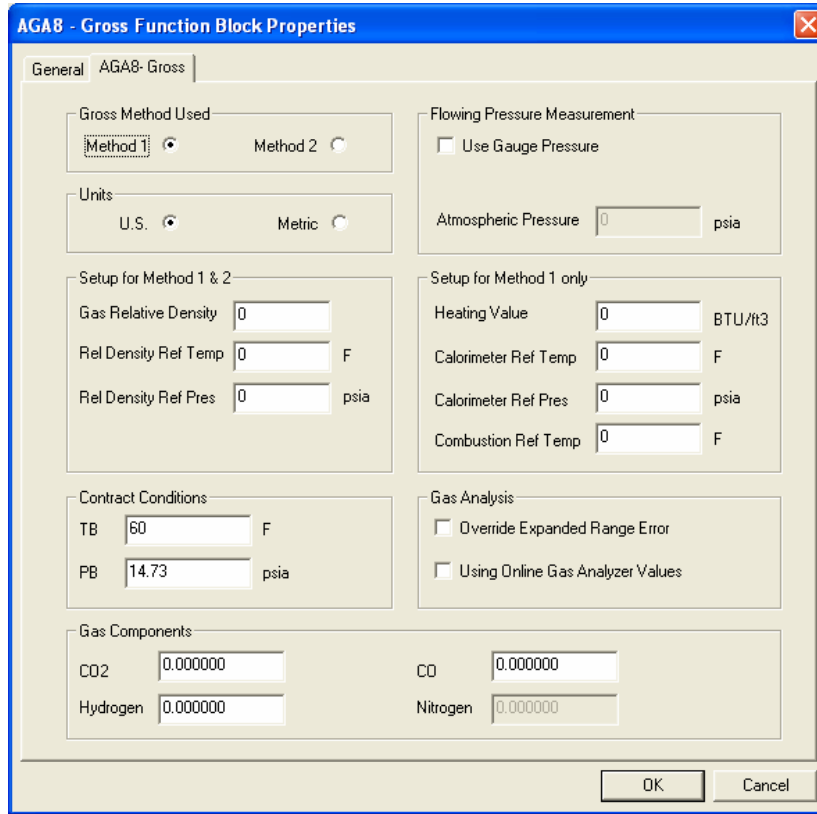 AGA8 - Gross Function Block Properties
General AGA8- Gross
Gross Method Used
Method 1 Method 2
Units
U.S. Metric
Flowing Pressure Measurement
Use Gauge Pressure
Atmospheric Pressure 0 psia
Setup for Method 1 & 2
Gas Relative Density 0
Rel Density Ref Temp 0 F
Rel Density Ref Pres 0 psia
Setup for Method 1 only
Heating Value 0 BTU/ft3
Calorimeter Ref Temp 0 F
Calorimeter Ref Pres 0 psia
Combustion Ref Temp 0 F
Contract Conditions
TB 60 F
PB 14.73 psia
Gas Analysis
Override Expanded Range Error
Using Online Gas Analyzer Values
Gas Components
CO2 0.000000 CO 0.000000
Hydrogen 0.000000 Nitrogen 0.000000
OK Cancel